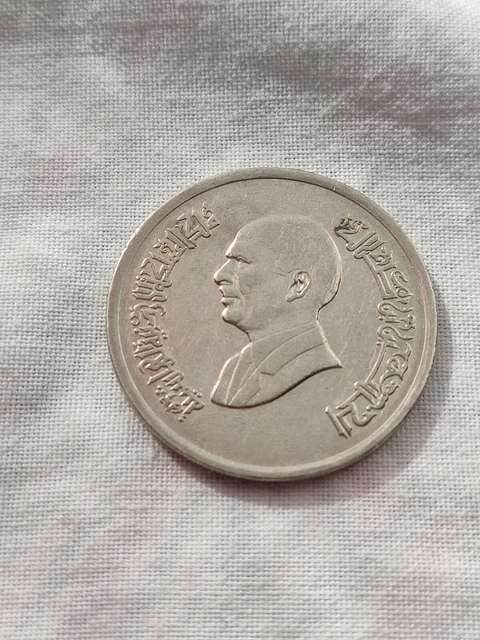 الحسين بن طلال ملك
المملكة الاردنية الهاشمية